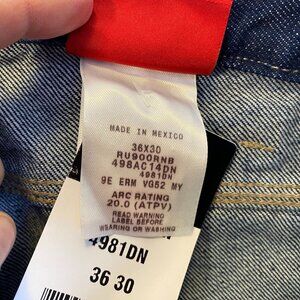 MADE IN MEXICO
36X30
RU900RNB
498AC14DN
4981DN
9E ERM VG52 MY
ARC RATING
20.0 (ATPV)
READ WARNING
LABEL BEFORE
WEARING OR WASHING
4981DN
36 30